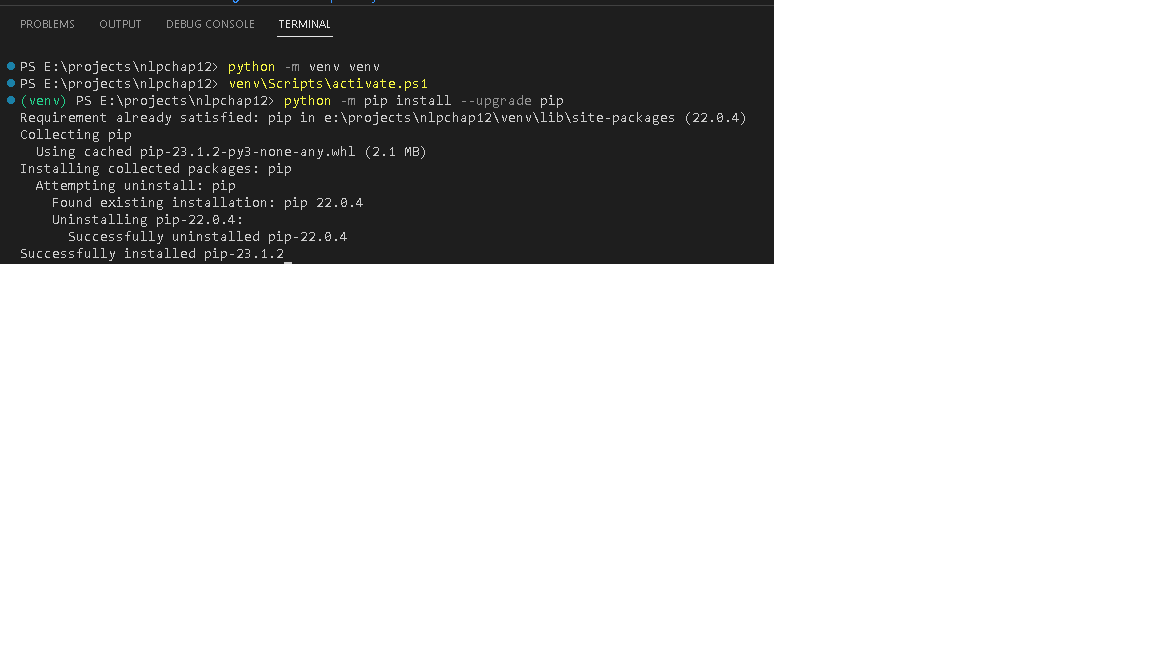 PROBLEMS OUTPUT DEBUG CONSOLE TERMINAL
PS E:\projects\nlpchap12> python -m venv venv
PS E:\projects\nlpchap12> venv\Scripts\activate.ps1
(venv) PS E:\projects\nlpchap12> python -m pip install --upgrade pip
Requirement already satisfied: pip in e:\projects\nlpchap12\venv\lib\site-packages (22.0.4)
Collecting pip
  Using cached pip-23.1.2-py3-none-any.whl (2.1 MB)
Installing collected packages: pip
  Attempting uninstall: pip
    Found existing installation: pip 22.0.4
    Uninstalling pip-22.0.4:
      Successfully uninstalled pip-22.0.4
Successfully installed pip-23.1.2